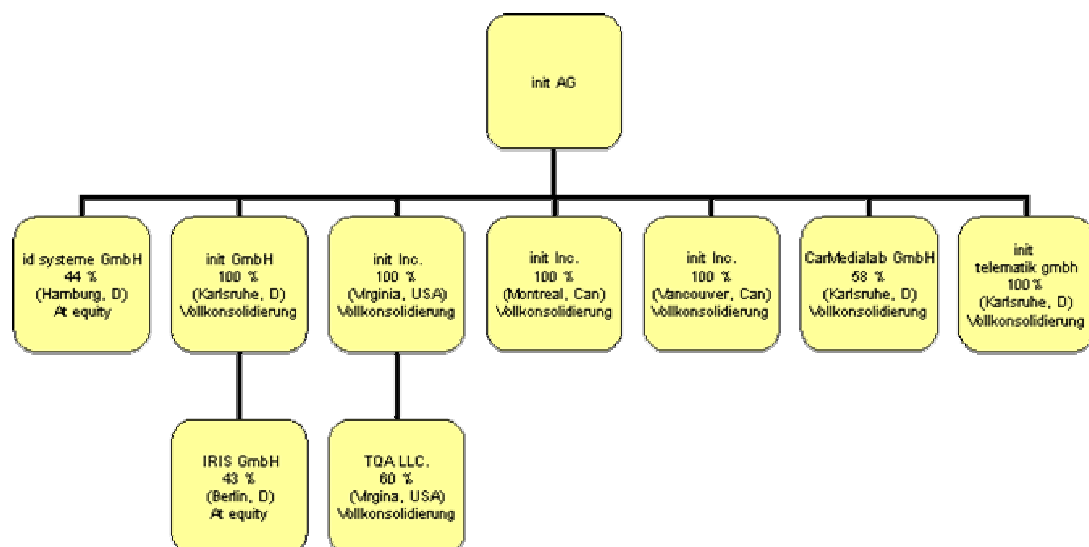 init AG
id systeme GmbH
44 %
(Hamburg, D)
At equity
init GmbH
100 %
(Karlsruhe, D)
Vollkonsolidierung
init Inc.
100 %
(Virginia, USA)
Vollkonsolidierung
init Inc.
100 %
(Montreal, Can)
Vollkonsolidierung
init Inc.
100 %
(Vancouver, Can)
Vollkonsolidierung
CarMedialab GmbH
58 %
(Karlsruhe, D)
Vollkonsolidierung
init
telematik gmbh
100 %
(Karlsruhe, D)
Vollkonsolidierung
IRIS GmbH
43 %
(Berlin, D)
At equity
TQA LLC.
60 %
(Virgina, USA)
Vollkonsolidierung